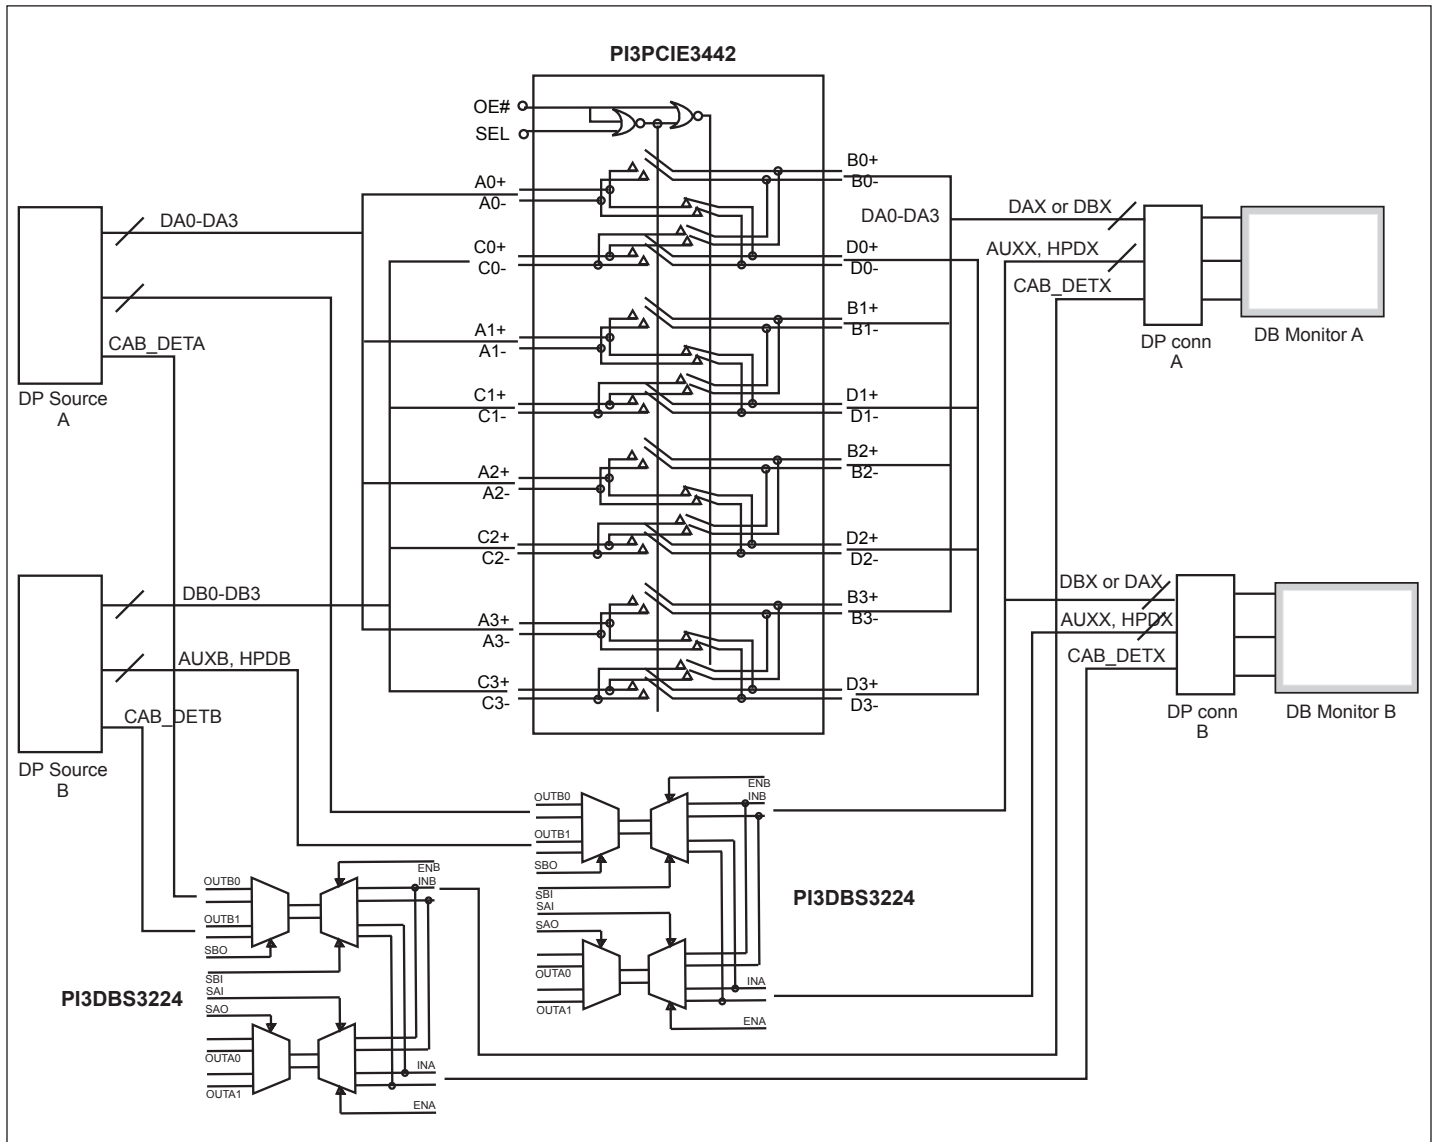 PI3PCIE3442
OE#
SEL
A0+
A0-
C0+
C0-
A1+
A1-
C1+
C1-
A2+
A2-
C2+
C2-
A3+
A3-
C3+
C3-
B0+
B0-
DA0-DA3
D0+
D0-
B1+
B1-
D1+
D1-
B2+
B2-
D2+
D2-
B3+
B3-
D3+
D3-
DA0-DA3
CAB_DETA
DP Source
A
DB0-DB3
AUXB, HPDB
CAB_DETB
DP Source
B
DAX or DBX
AUXX, HPDX
CAB_DETX
DP conn
A
DB Monitor A
DBX or DAX
AUXX, HPDX
CAB_DETX
DP conn
B
DB Monitor B
OUTB0
OUTB1
SBO
SBI
SAI
SAO
OUTA0
OUTA1
ENB
INB
INA
ENA
PI3DBS3224
OUTB0
OUTB1
SBO
SBI
SAI
SAO
OUTA0
OUTA1
ENB
INB
INA
ENA
PI3DBS3224